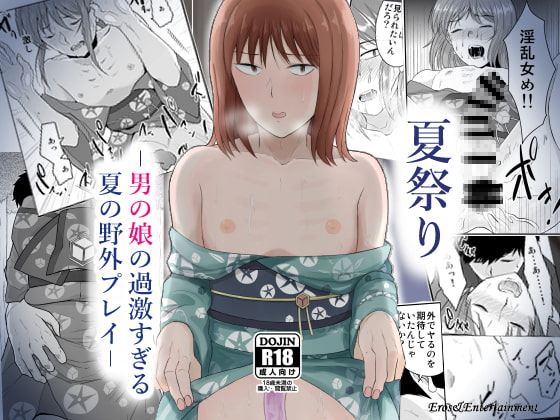 淫乱女め!!
夏祭り
―男の娘の過激すぎる
夏の野外プレイ―
見られたいん
だろ?
外でヤるのを
期待して
いたんじゃ
ないか?
DOJIN
R18
成人向け
18歳未満の
購入・閲覧禁止
Eros&Entertainment